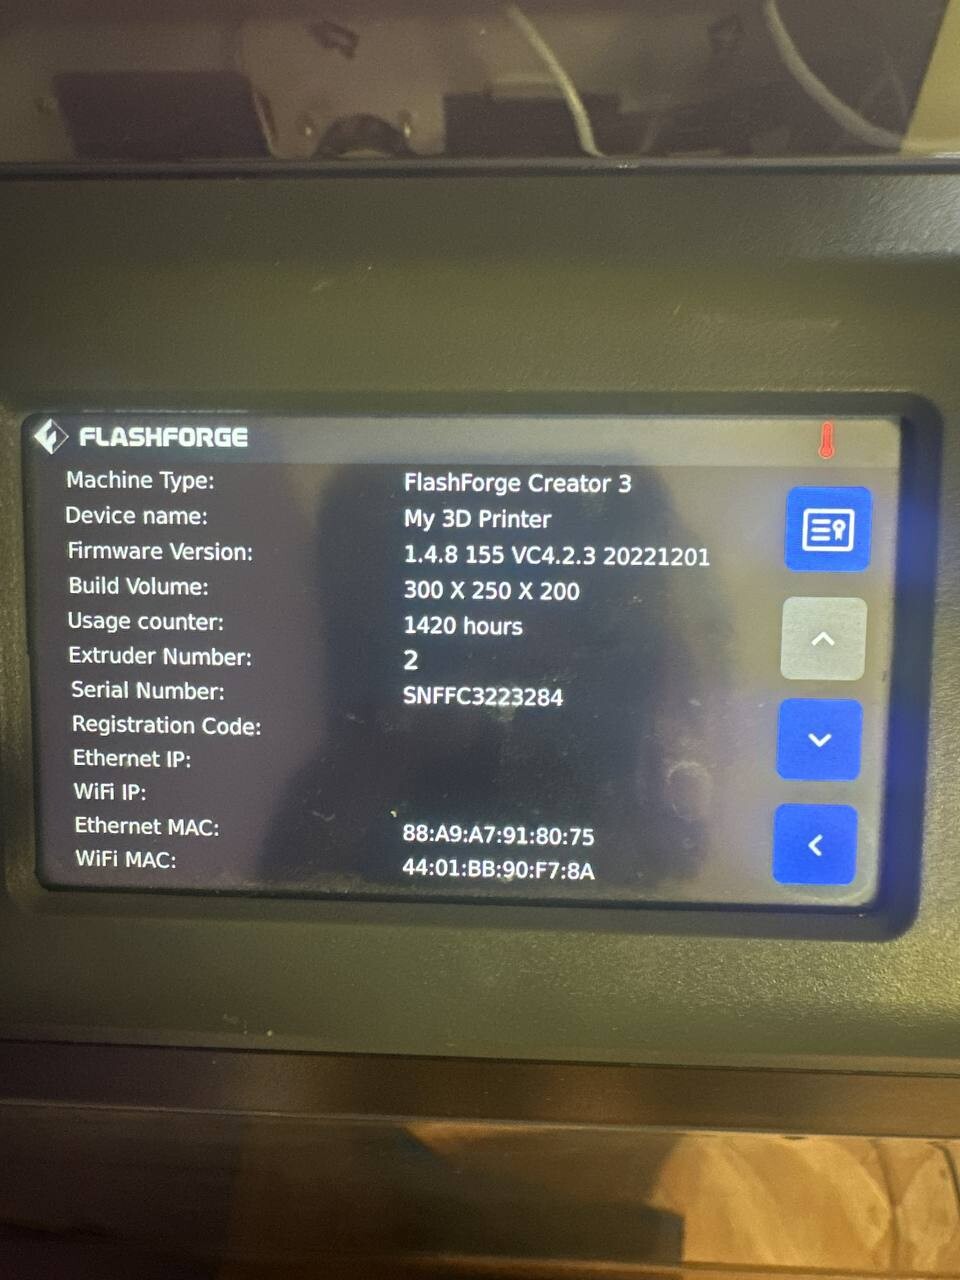 FLASHFORGE
Machine Type: FlashForge Creator 3
Device name: My 3D Printer
Firmware Version: 1.4.8 155 VC4.2.3 20221201
Build Volume: 300 X 250 X 200
Usage counter: 1420 hours
Extruder Number: 2
Serial Number: SNFFC3223284
Registration Code:
Ethernet IP:
WiFi IP:
Ethernet MAC: 88:A9:A7:91:80:75
WiFi MAC: 44:01:BB:90:F7:8A